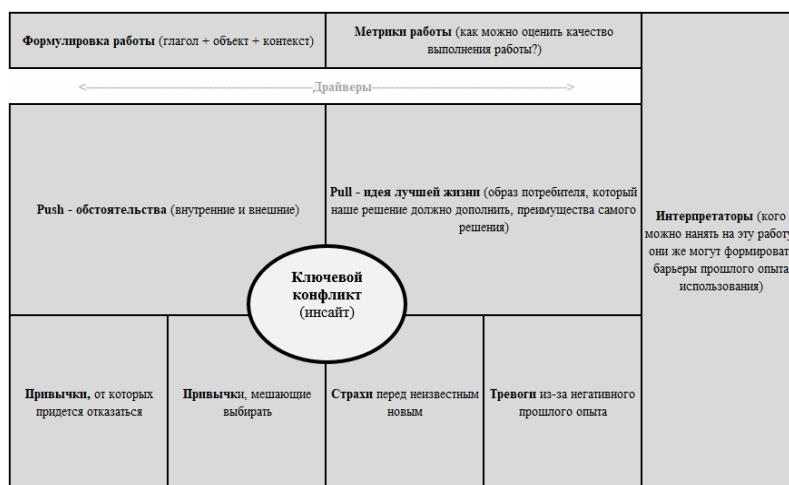 Формулировка работы (глагол + объект + контекст)
Метрики работы (как можно оценить качество
выполнения работы?)
<-----------------------------------------------Драйверы----------------------------------------------->
Push - обстоятельства (внутренние и внешние)
Pull - идея лучшей жизни (образ потребителя, который
наше решение должно дополнить, преимущества самого
решения)
Интерпретаторы (кого
можно нанять на эту работу
они же могут формироват
барьеры прошлого опыта
использования)
Ключевой
конфликт
(инсайт)
Привычки, от которых
придется отказаться
Привычки, мешающие
выбирать
Страхи перед неизвестным
новым
Тревоги из-за негативного
прошлого опыта